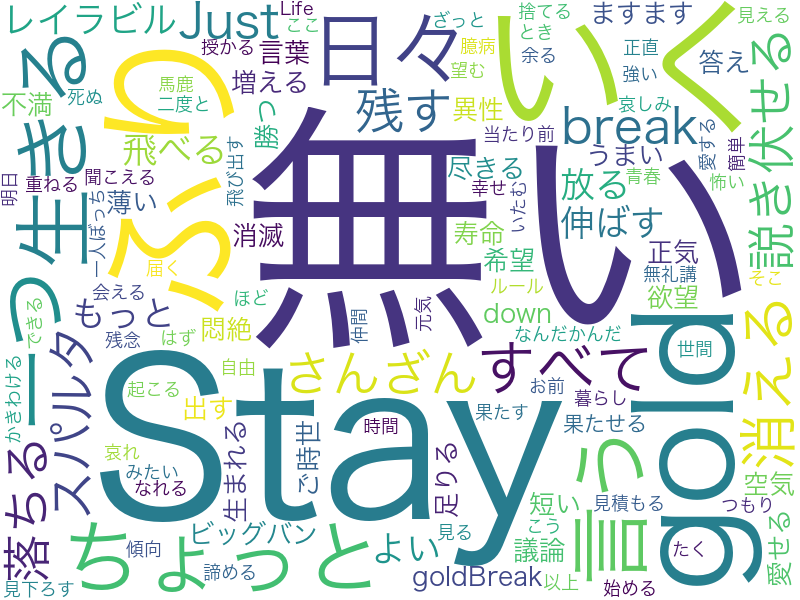 レイラビル
Just
Life
ここ
ざっと
捨てる
とき
ますます
見える
不満
死ぬ
馬鹿
授かる
二度と
言葉
増える
日々
臆病
望む
余る
正直
強い
答え
いく
生きる
ふり
飛べる
飛び出す
勝つ
残す
異性
当たり前
break
哀しみ
愛する
簡単
説き伏せる
明日
重ねる
聞こえる
一人ぼっち
薄い
無い
尽きる
うまい
青春
怖い
幸せ
いたむ
放る
伸ばす
消滅
寿命
希望
正気
無礼講
欲望
そこ
一つ
届く
会える
もっと
ほど
悶絶
仲間
元気
ルール
down
なんだかんだ
できる
かきわける
残念
はず
スパルタ
落ちる
起こる
自由
さんざん
すべて
お前
世間
gold
消える
哀れ
出す
みたい
なれる
生まれる
ご時世
時間
足りる
暮らし
果たす
果たせる
Stay
言う
空気
見積もる
つもり
愛せる
ちょっと
傾向
ビッグバン
諦める
見る
よい
短い
こう
議論
たく
見下ろす
goldBreak
以上
始める